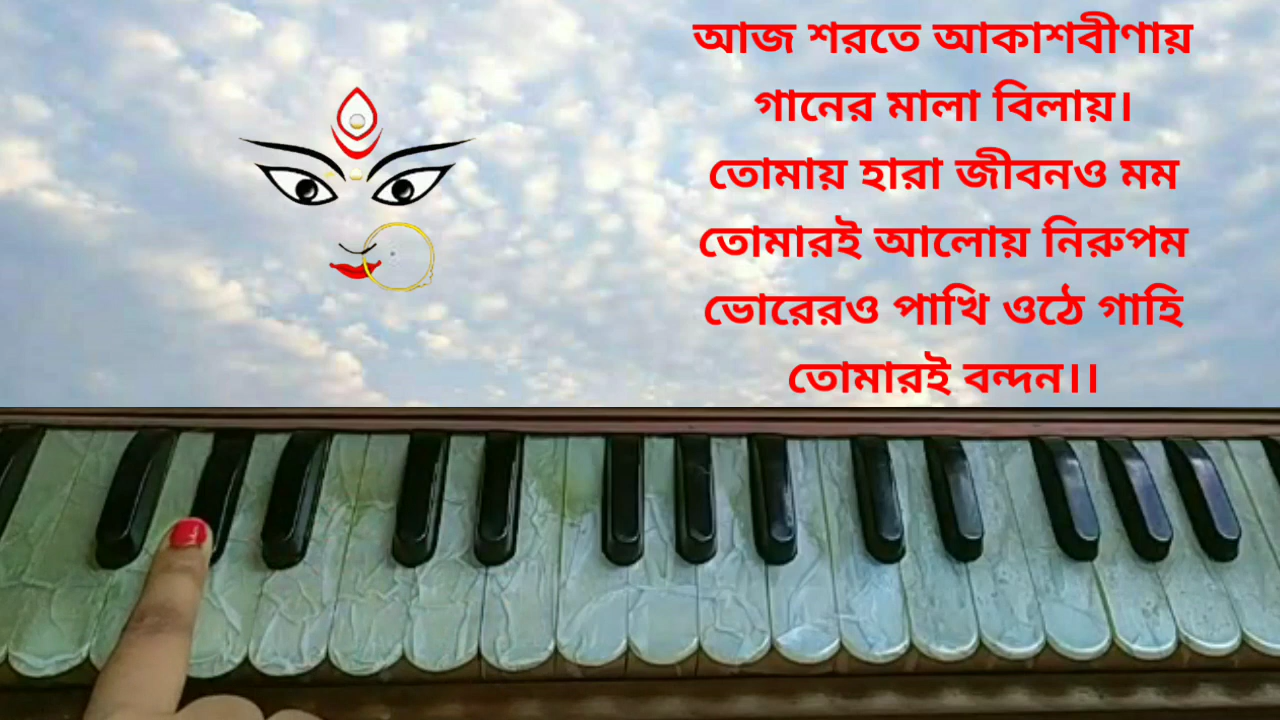 আজ শরতে আকাশবীণায়
গানের মালা বিলায়।
তোমায় হারা জীবনও মম
তোমারই আলোয় নিরুপম
ভোরেরও পাখি ওঠে গাহি
তোমারই বন্দন।।